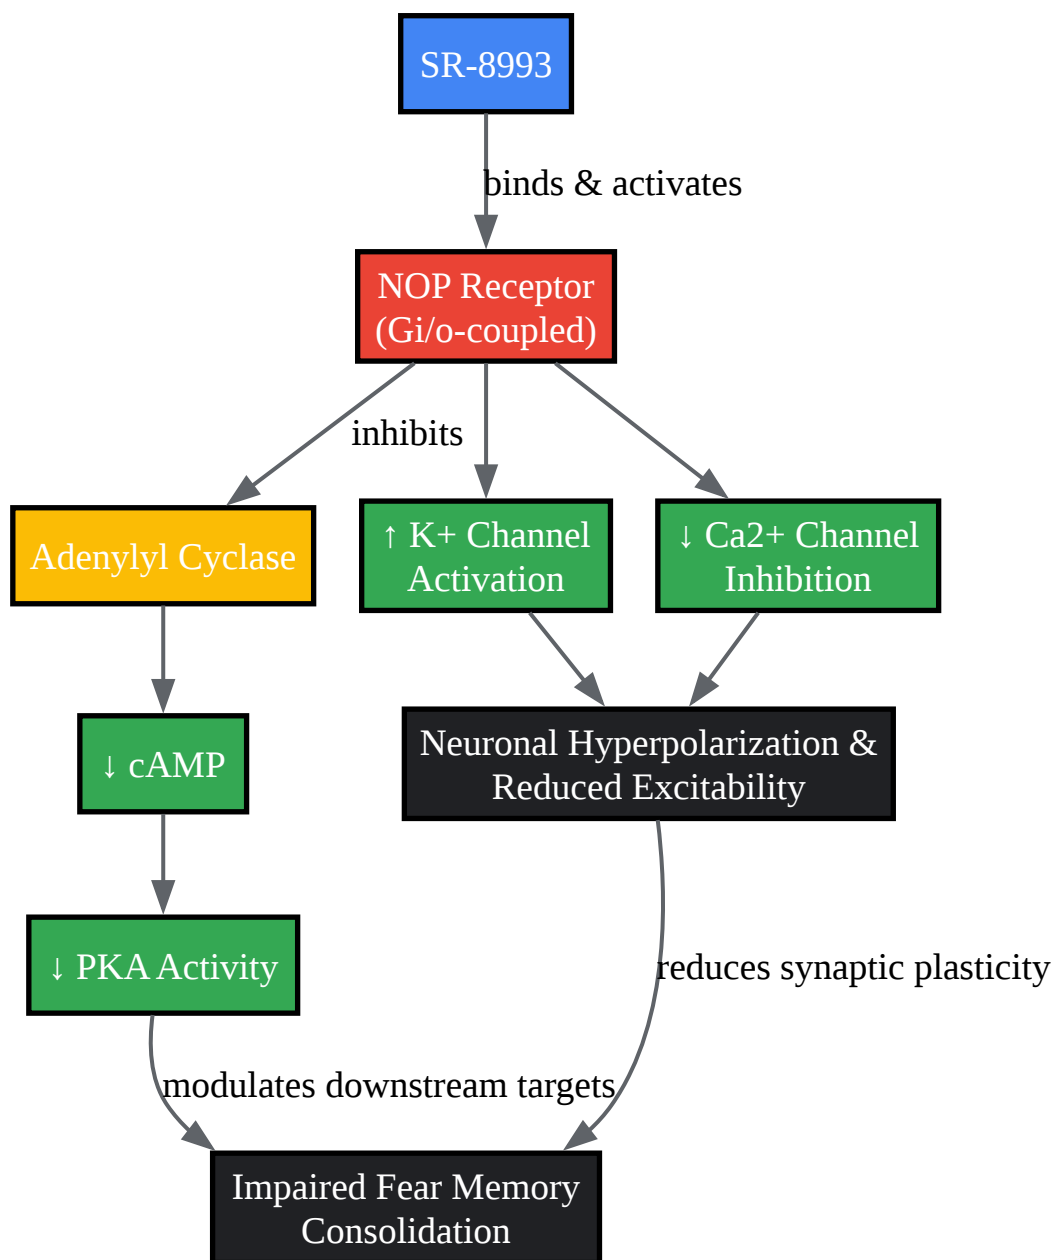 SR-8993
binds & activates
NOP Receptor
(Gi/o-coupled)
inhibits
Adenylyl Cyclase
↑ K+ Channel
Activation
↓ Ca2+ Channel
Inhibition
↓ cAMP
Neuronal Hyperpolarization &
Reduced Excitability
↓ PKA Activity
reduces synaptic plasticity
modulates downstream targets
Impaired Fear Memory
Consolidation